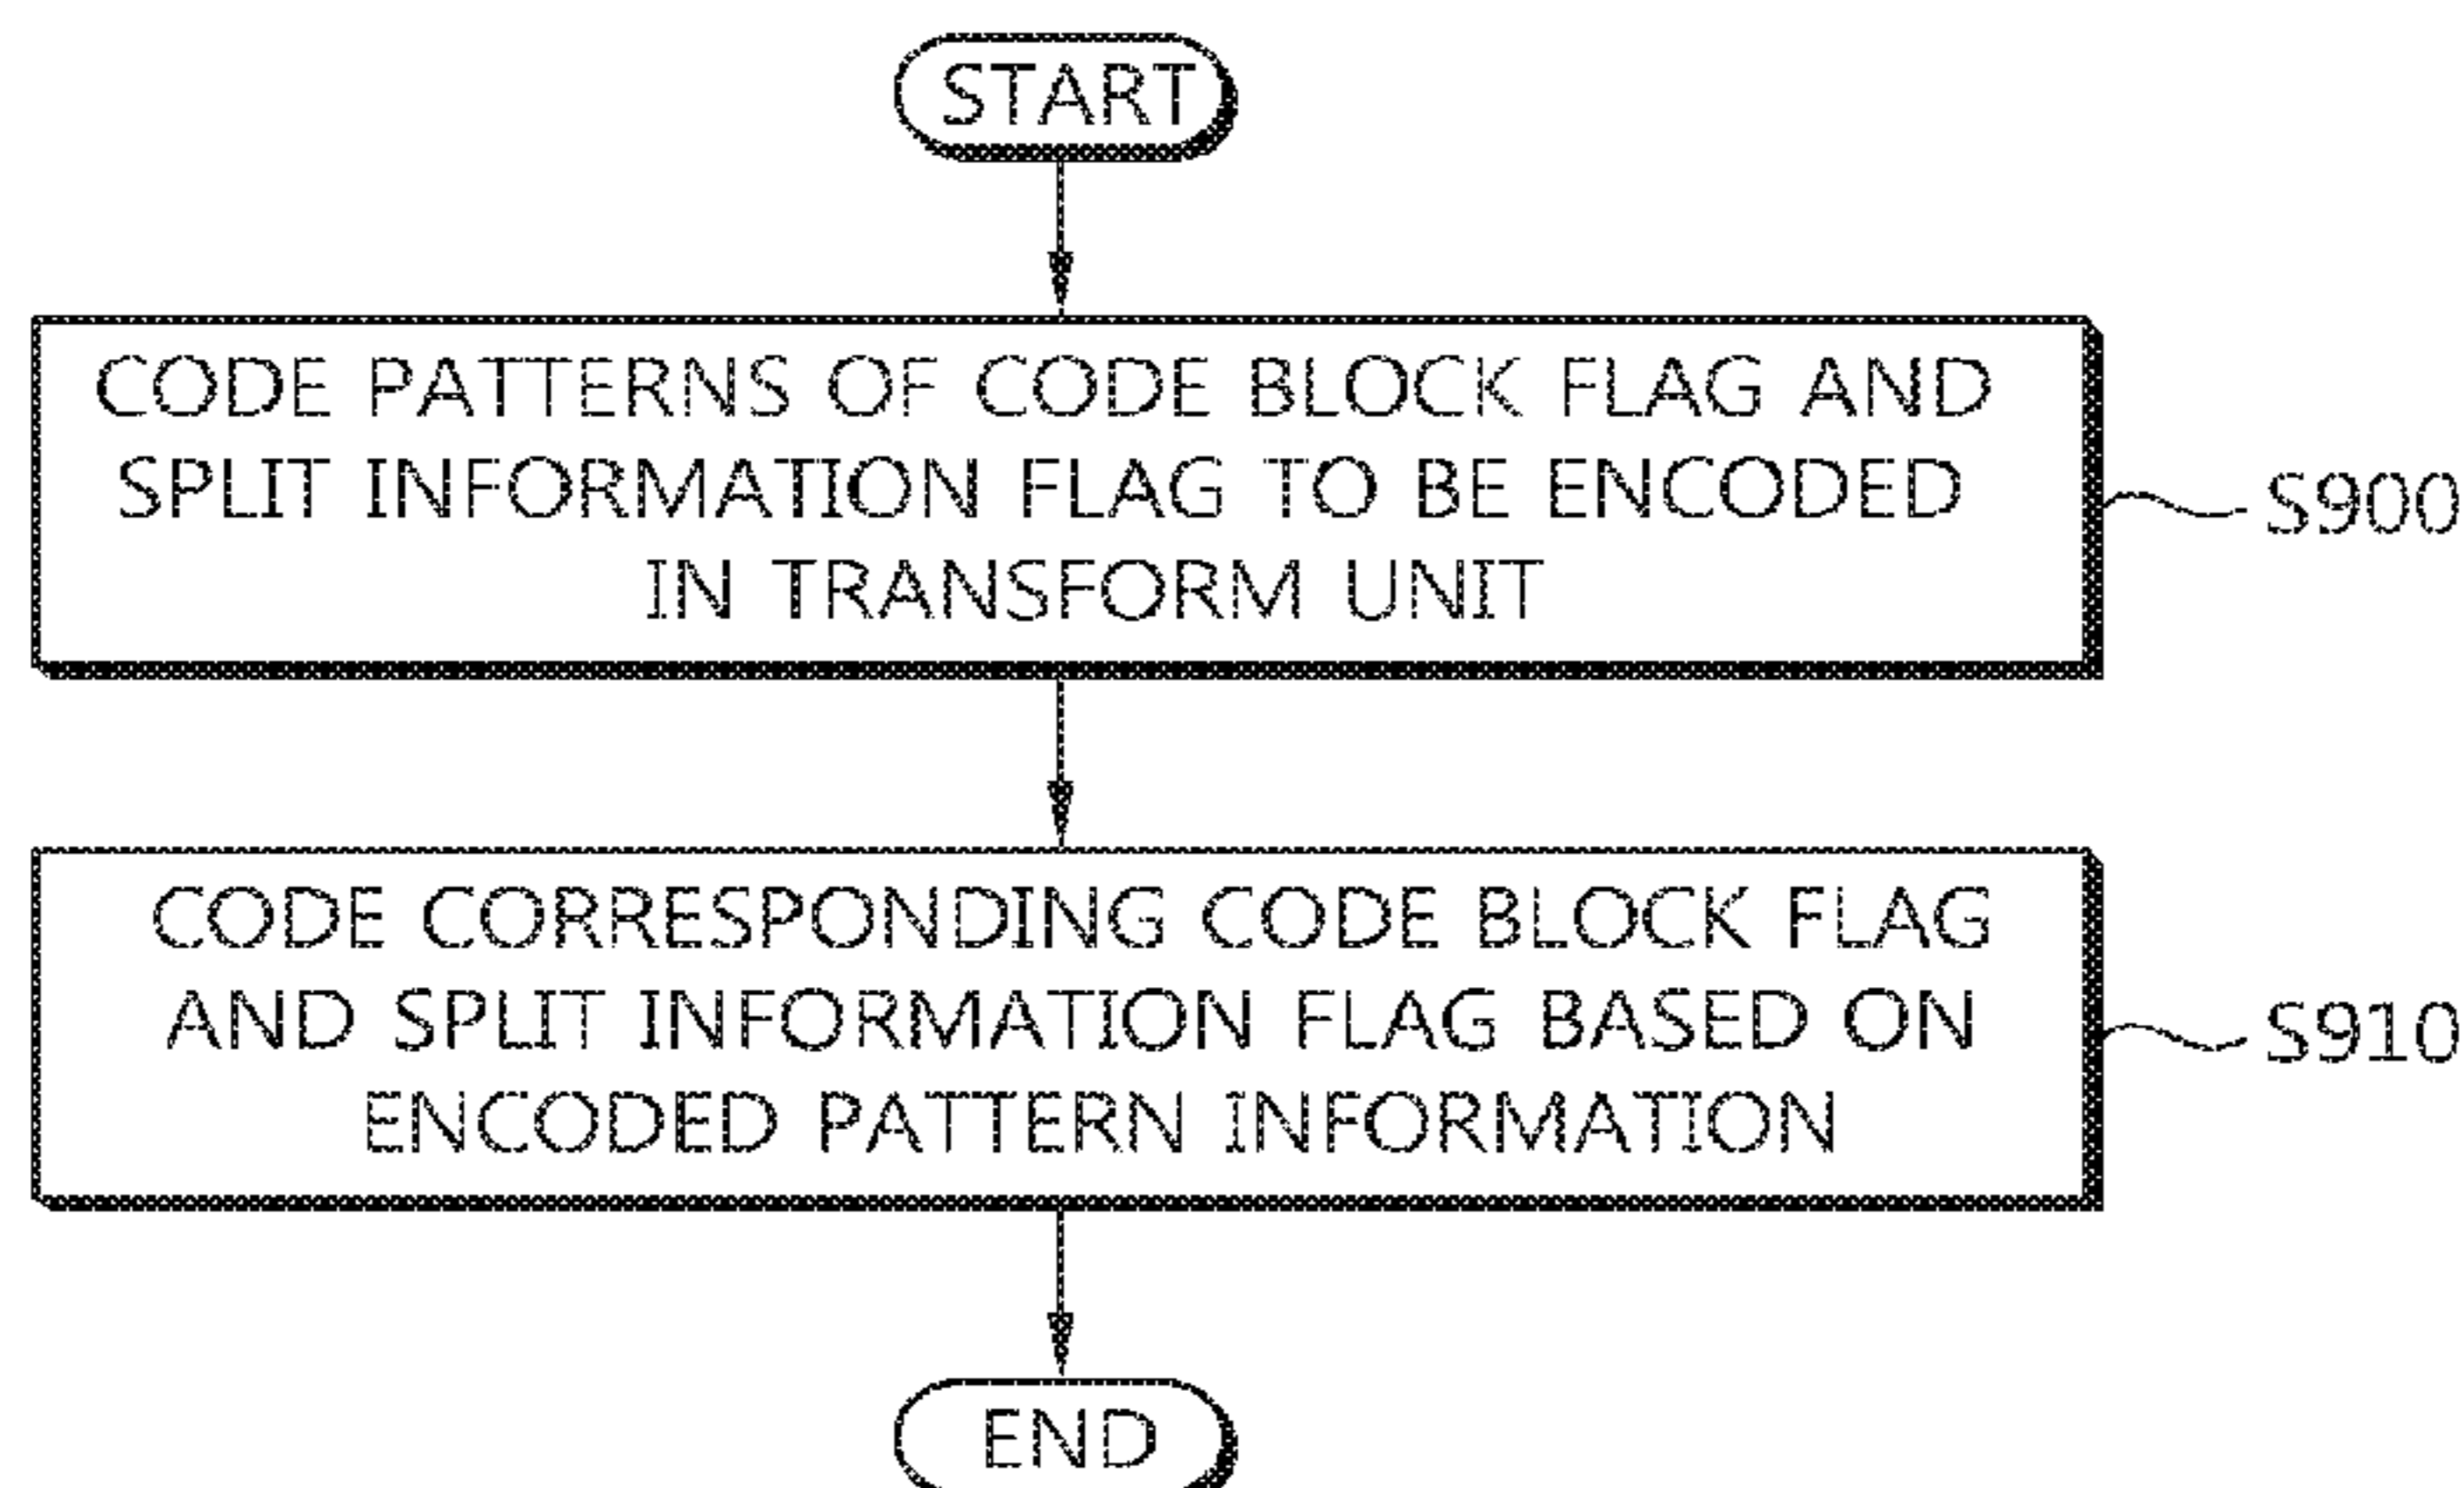 START
CODE PATTERNS OF CODE BLOCK FLAG AND
SPLIT INFORMATION FLAG TO BE ENCODED
IN TRANSFORM UNIT
S900
CODE CORRESPONDING CODE BLOCK FLAG
AND SPLIT INFORMATION FLAG BASED ON
ENCODED PATTERN INFORMATION
S910
END